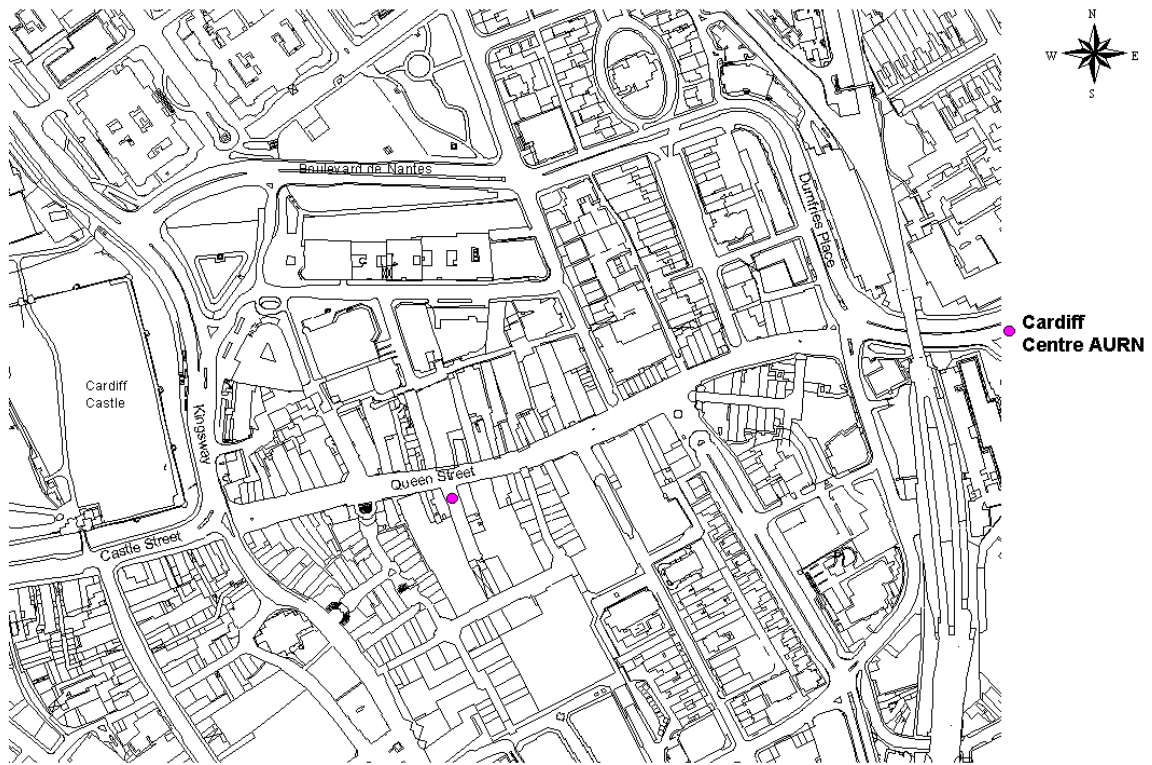 N
W E
S
Boulevard de Nantes
Dumfries Place
Cardiff
Centre AURN
Cardiff
Castle
Kingsway
Queen Street
Castle Street